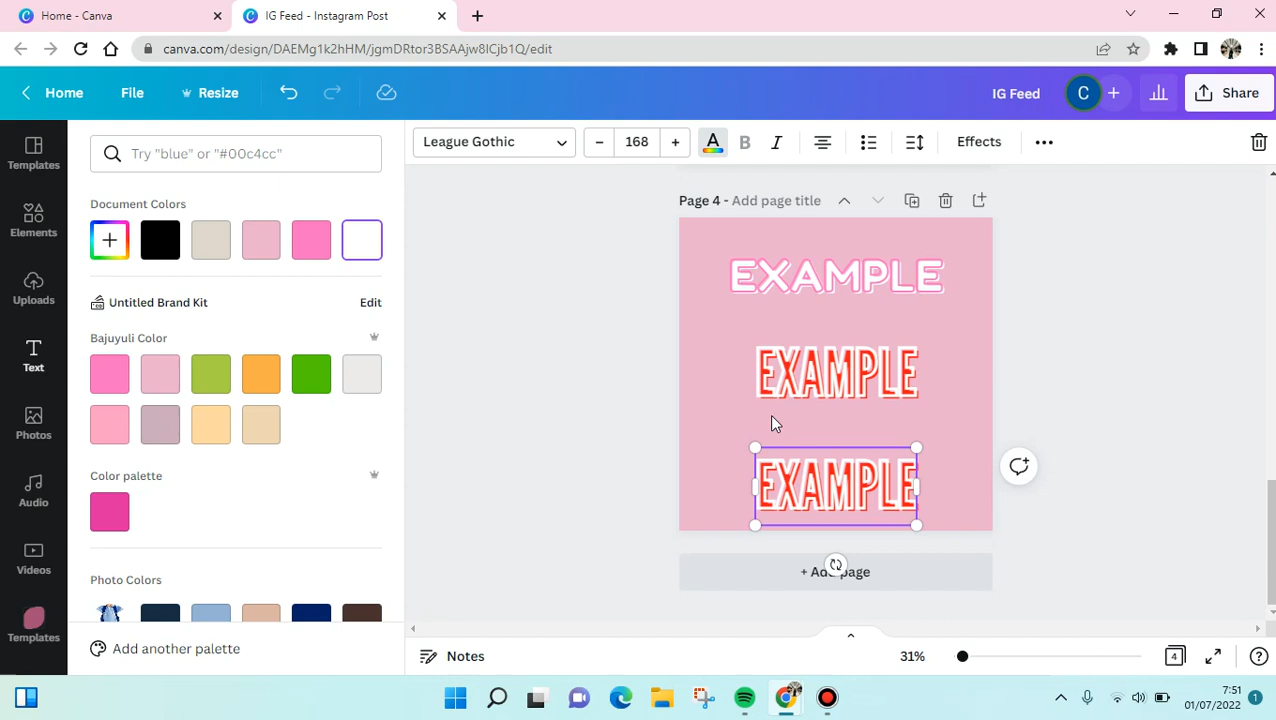 Home - Canva
IG Feed - Instagram Post
canva.com/design/DAEMg1k2hHM/jgmDRtor3BSAAjw8ICjb1Q/edit
Home
File
Resize
IG Feed
C
Share
Templates
Elements
Uploads
Text
Photos
Audio
Videos
Templates
Try "blue" or "#00c4cc"
Document Colors
Untitled Brand Kit
Edit
Bajuyuli Color
Color palette
Photo Colors
Add another palette
League Gothic
168
A
B
I
Effects
Page 4 - Add page title
EXAMPLE
EXAMPLE
EXAMPLE
+ Add page
Notes
31%
4
7:51
01/07/2022
1